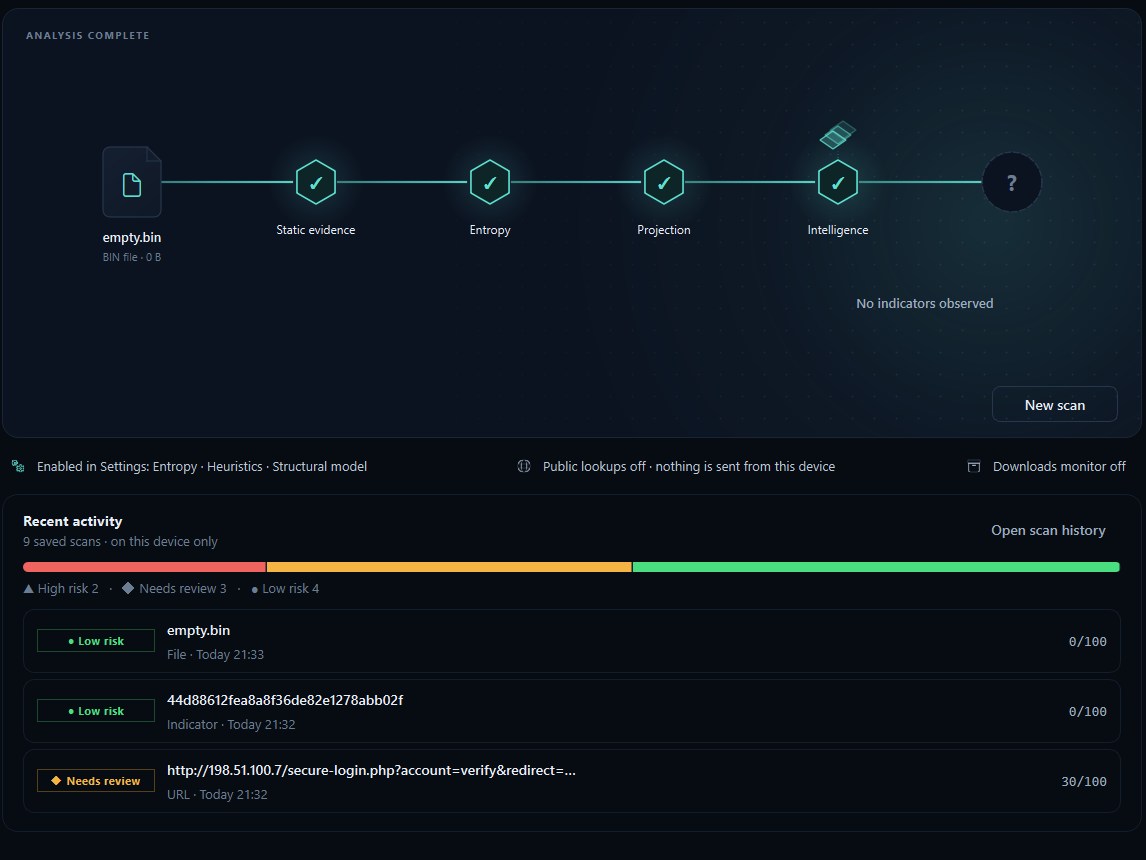 ANALYSIS COMPLETE
empty.bin
BIN file · 0 B
Static evidence
Entropy
Projection
Intelligence
?
No indicators observed
New scan
Enabled in Settings: Entropy · Heuristics · Structural model
Public lookups off · nothing is sent from this device
Downloads monitor off
Recent activity
9 saved scans · on this device only
Open scan history
▲ High risk 2 · ◆ Needs review 3 · ● Low risk 4
● Low risk
empty.bin
File · Today 21:33
0/100
● Low risk
44d88612fea8a8f36de82e1278abb02f
Indicator · Today 21:32
0/100
◆ Needs review
http://198.51.100.7/secure-login.php?account=verify&redirect=...
URL · Today 21:32
30/100